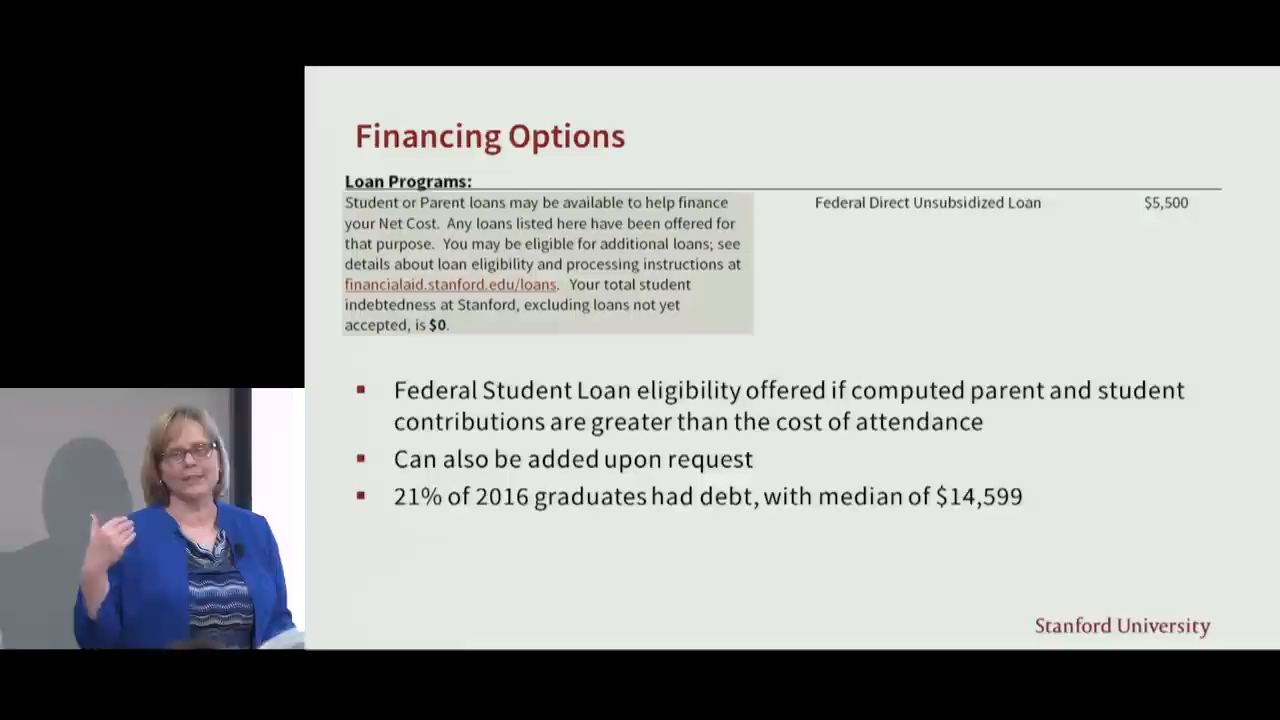 Financing Options
Loan Programs:
Student or Parent loans may be available to help finance
your Net Cost. Any loans listed here have been offered for
that purpose. You may be eligible for additional loans; see
details about loan eligibility and processing instructions at
financialaid.stanford.edu/loans. Your total student
indebtedness at Stanford, excluding loans not yet
accepted, is $0.
Federal Direct Unsubsidized Loan $5,500
Federal Student Loan eligibility offered if computed parent and student
contributions are greater than the cost of attendance
Can also be added upon request
21% of 2016 graduates had debt, with median of $14,599
Stanford University